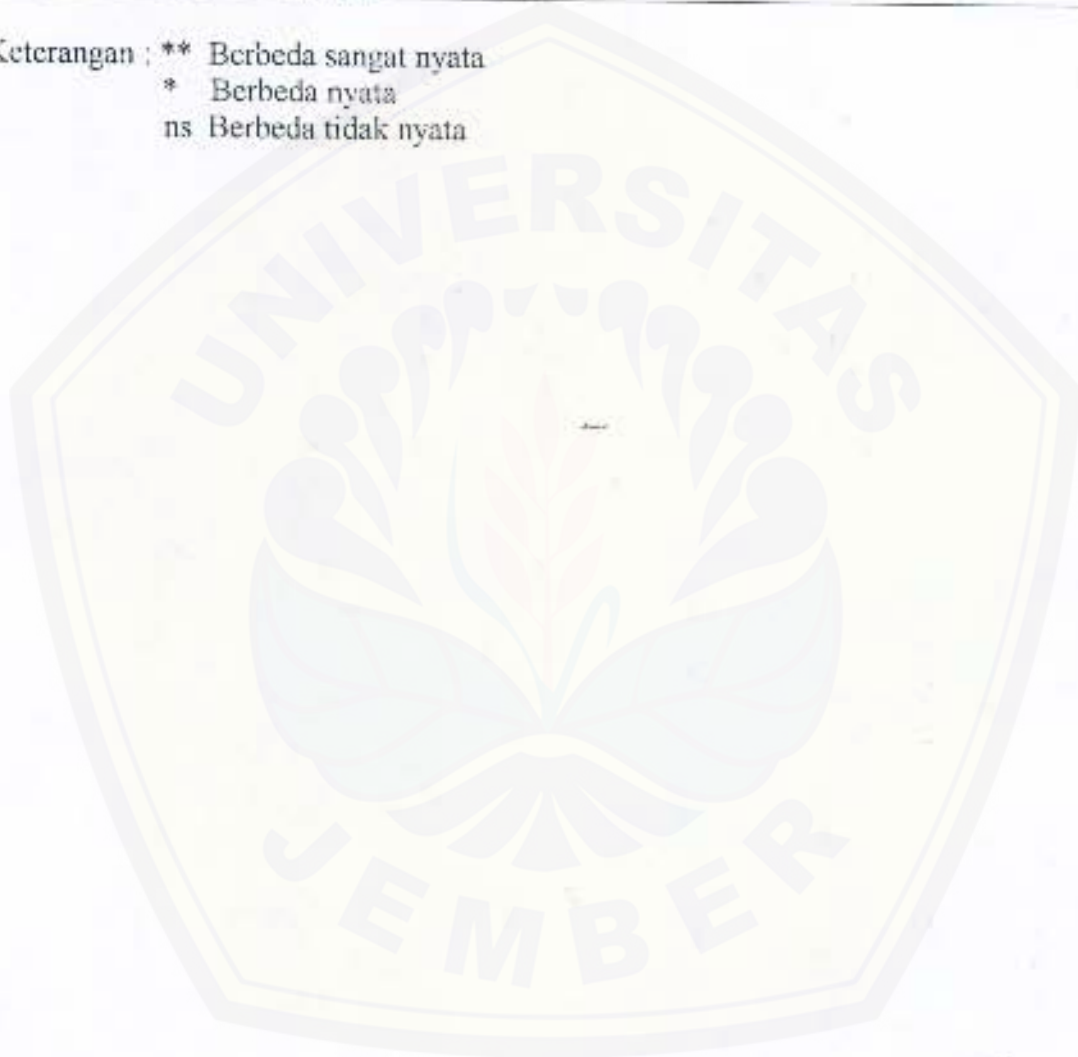 Keterangan : ** Berbeda sangat nyata
* Berbeda nyata
ns Berbeda tidak nyata
UNIVERSITAS
JEMBER